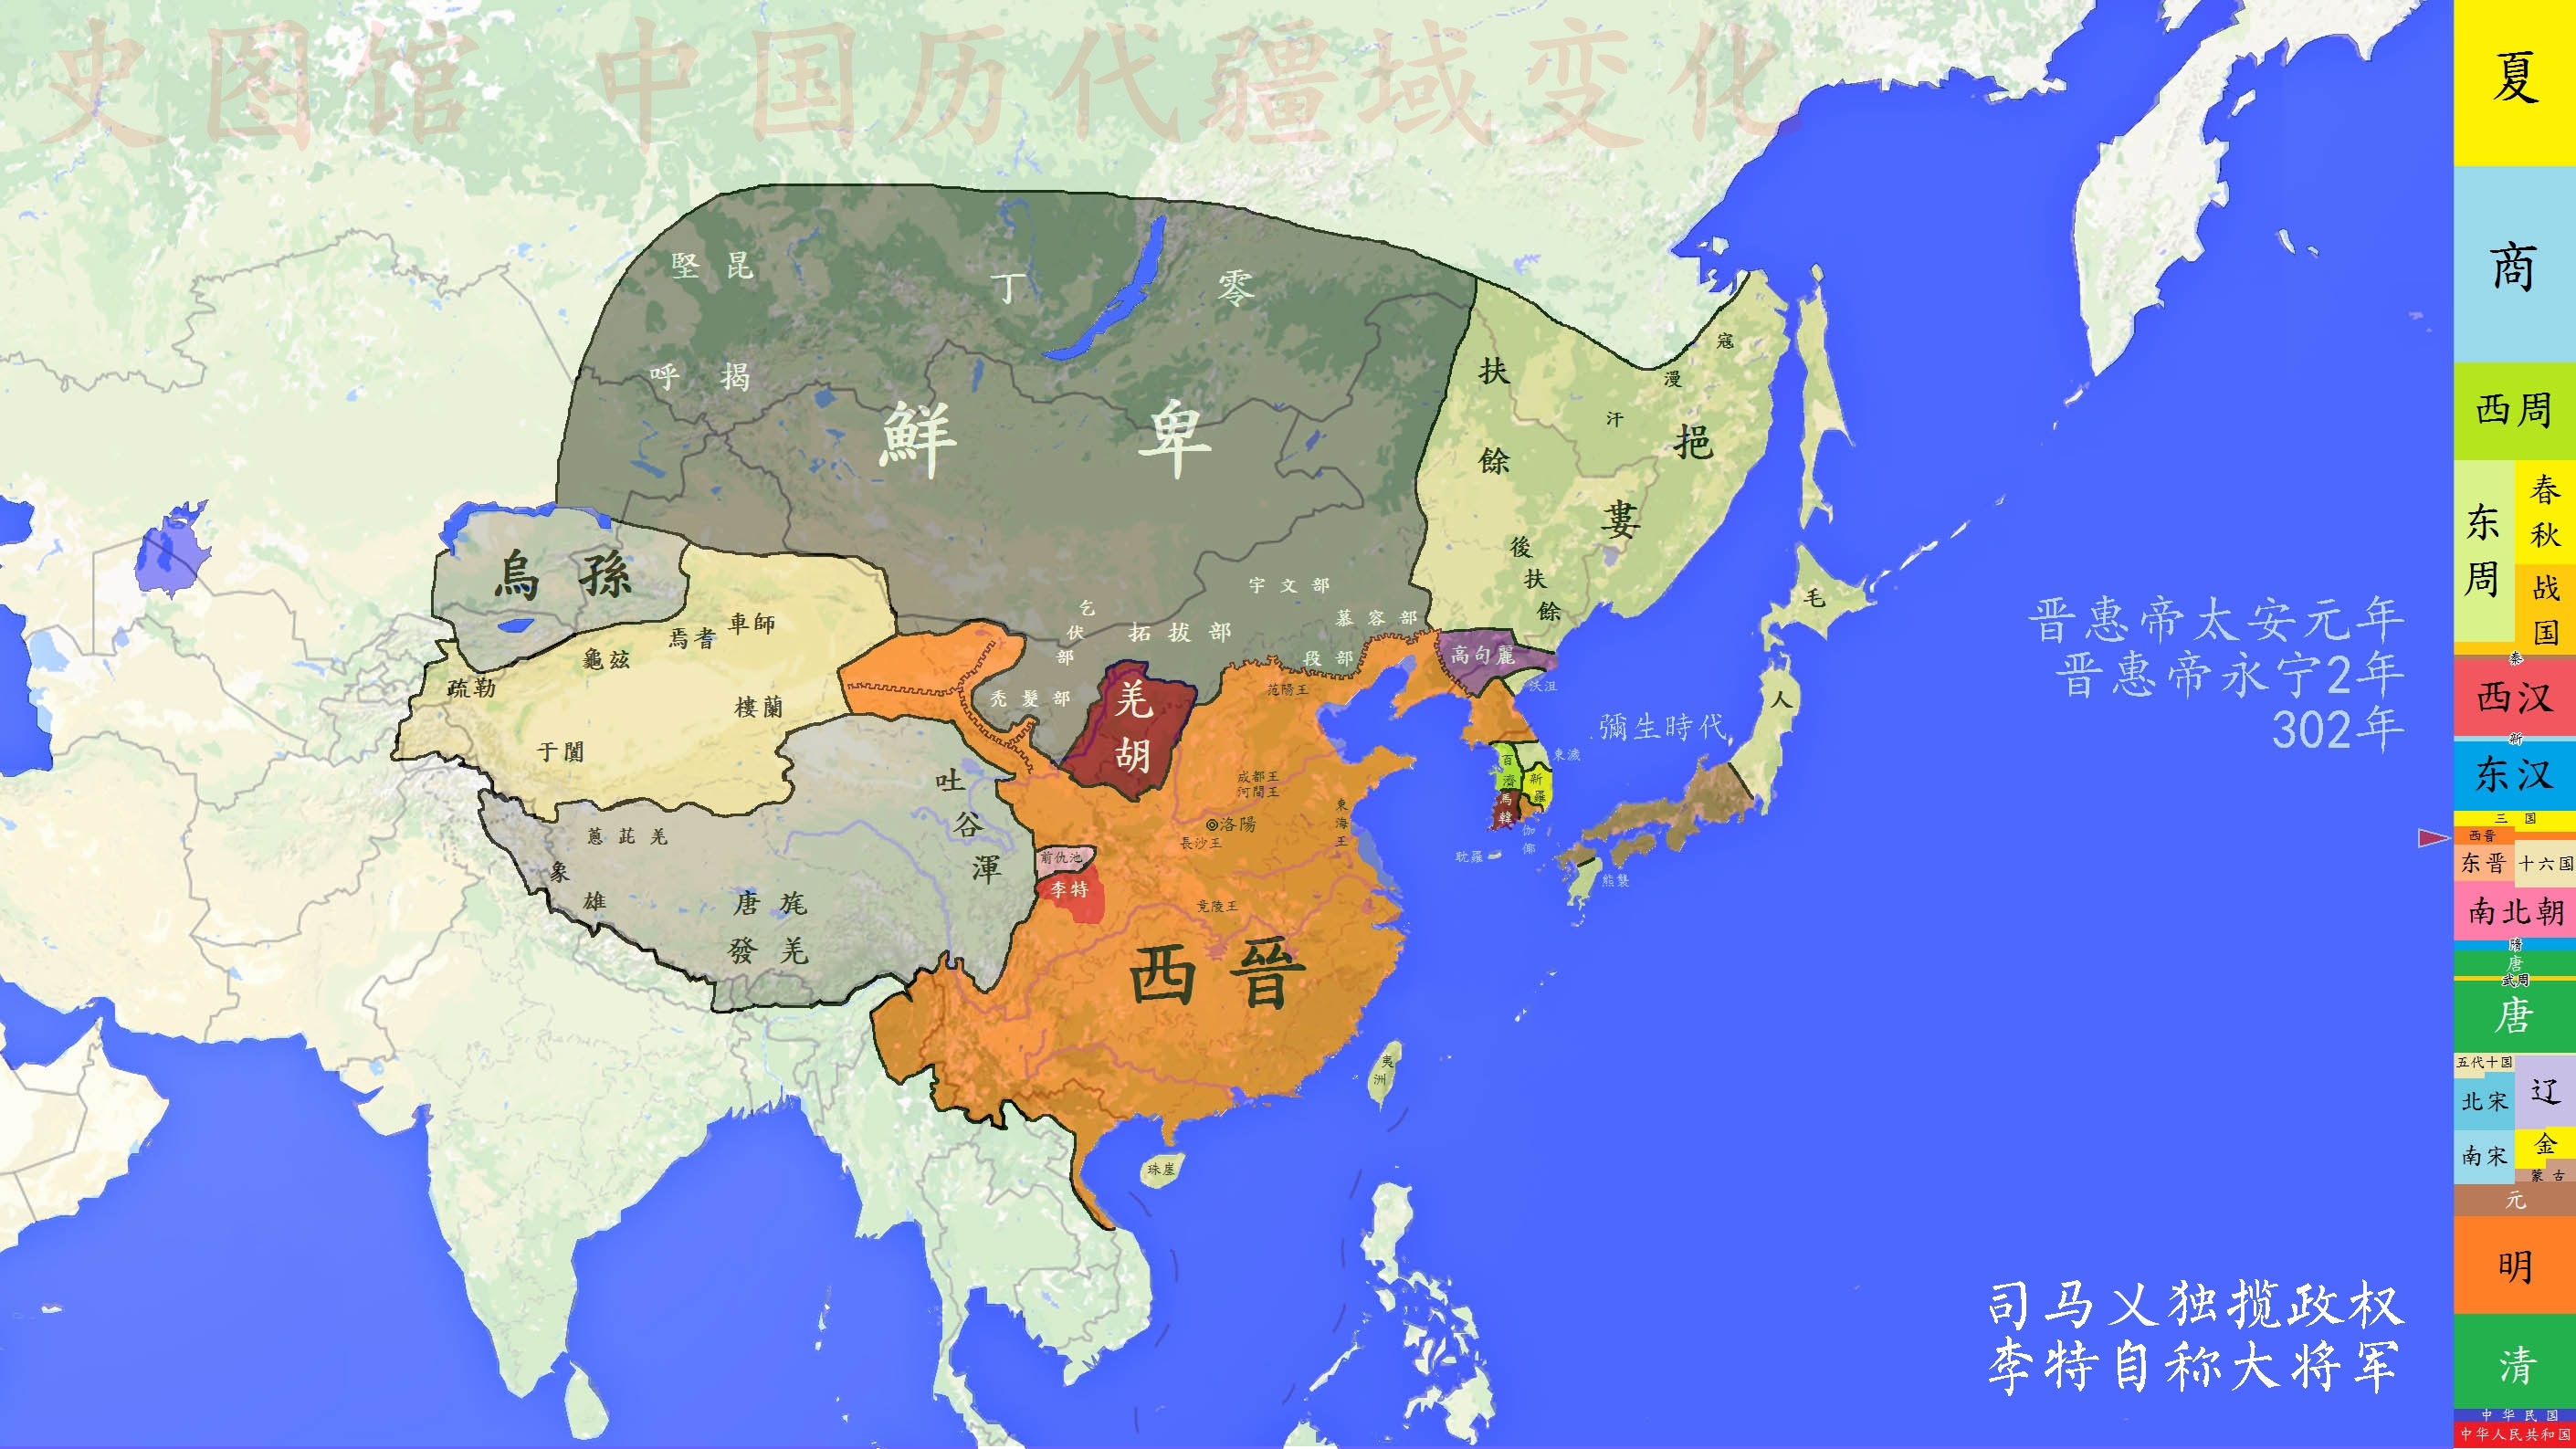 史图馆 中国历代疆域变化
堅昆
丁零
呼揭
鮮卑
扶餘
寇漫汗
挹婁
後扶餘
烏孫
宇文部
慕容部
乞伏部
拓拔部
段部
禿髮部
車師
焉耆
龜茲
疏勒
樓蘭
于闐
羌胡
高句麗
沃沮
范陽王
毛人
彌生時代
東濊
百濟
新羅
馬韓
伽倻
耽羅
熊襲
吐谷渾
成都王
河間王
東海王
洛陽
長沙王
蔥茈羌
象雄
唐旄
發羌
前仇池
李特
竟陵王
西晉
夷洲
珠崖
晋惠帝太安元年
晋惠帝永宁2年
302年
司马乂独揽政权
李特自称大将军
夏
商
西周
东周
春秋
战国
秦
西汉
新
东汉
三国
西晋
东晋
十六国
南北朝
隋
唐
武周
唐
五代十国
辽
北宋
金
南宋
蒙古
元
明
清
中华民国
中华人民共和国